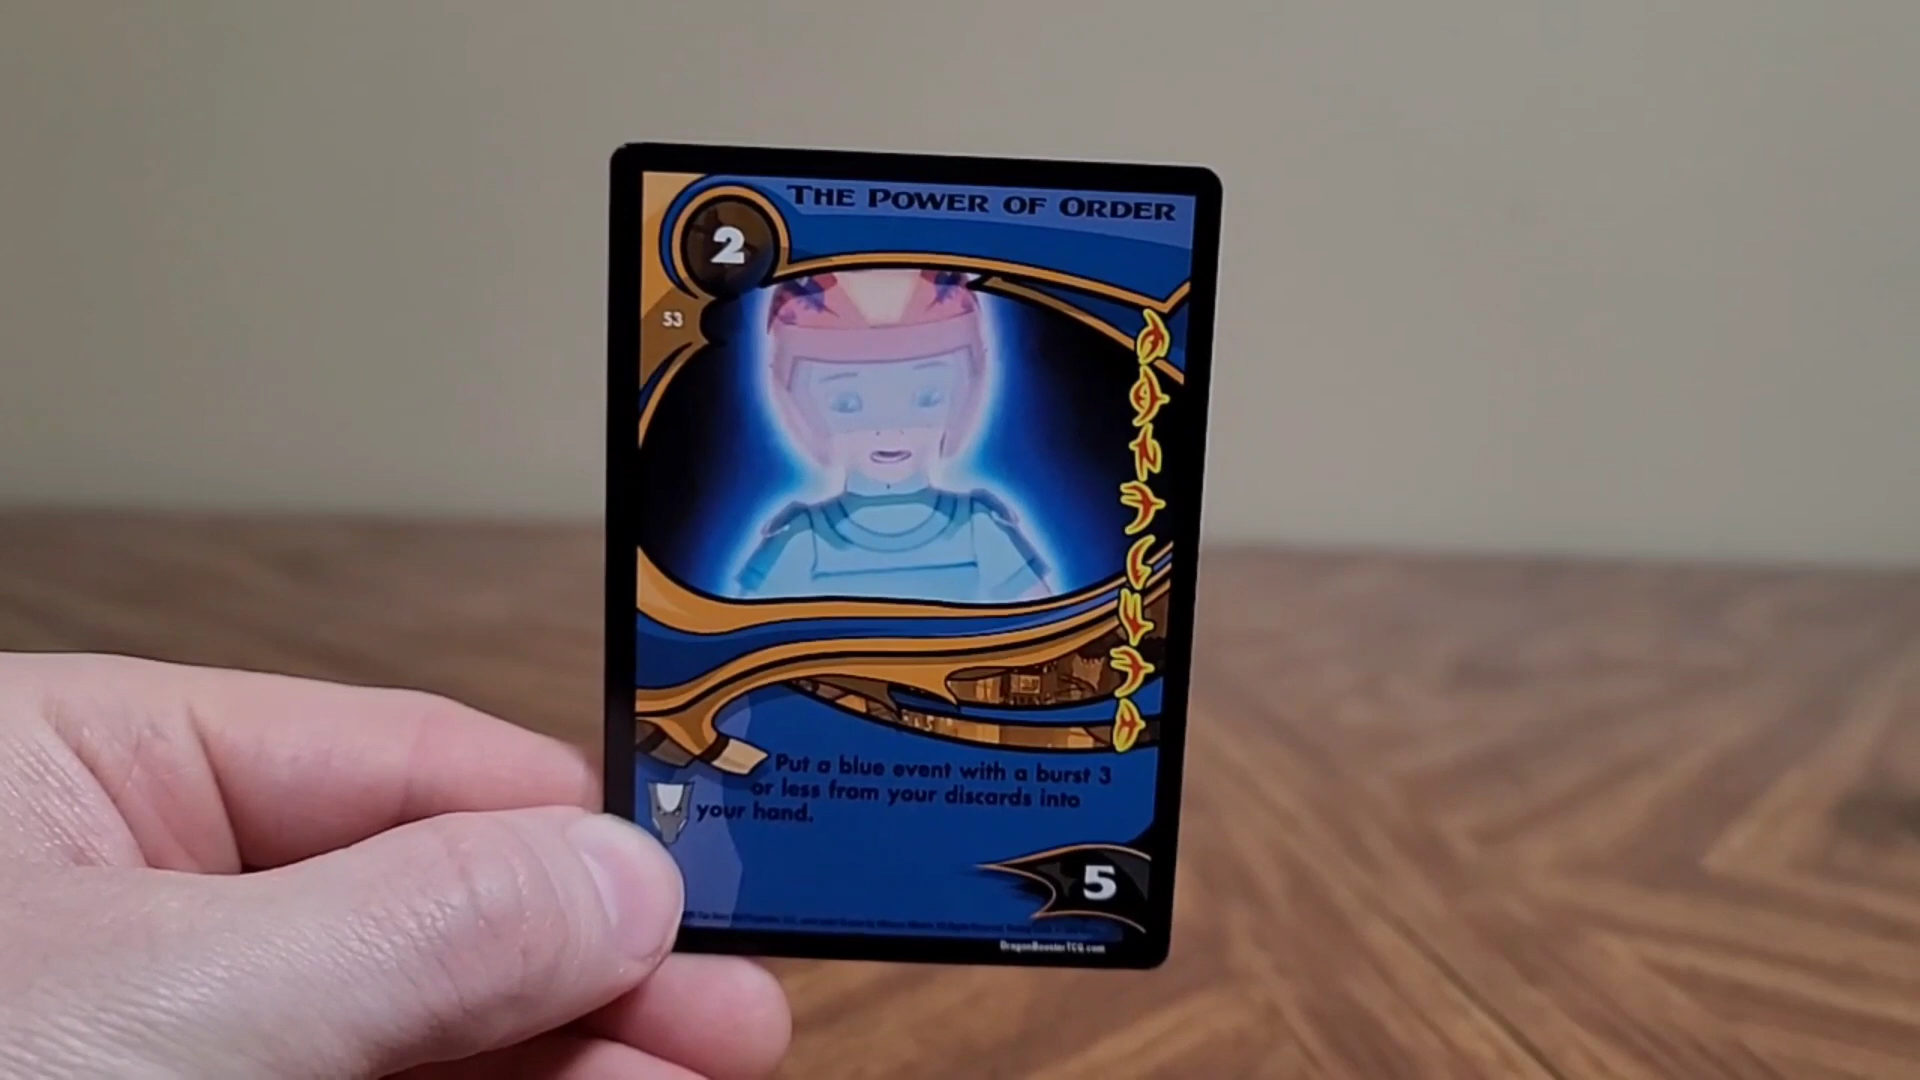 THE POWER OF ORDER
2
53
Put a blue event with a burst 3
or less from your discards into
your hand.
5
DragonBoosterTCG.com